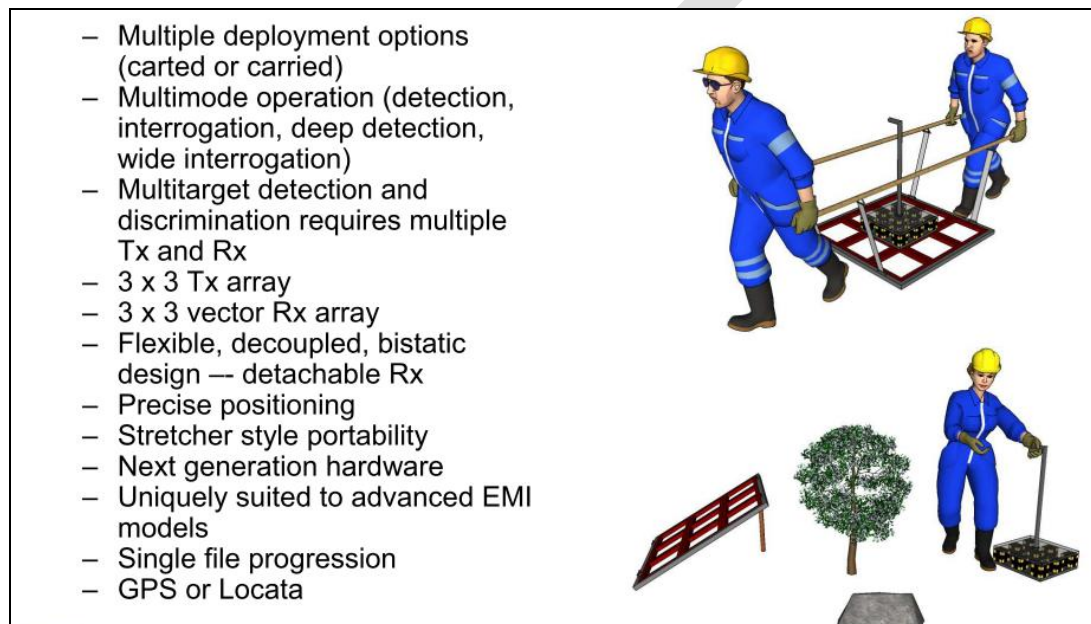 – Multiple deployment options
(carted or carried)
– Multimode operation (detection,
interrogation, deep detection,
wide interrogation)
– Multitarget detection and
discrimination requires multiple
Tx and Rx
– 3 x 3 Tx array
– 3 x 3 vector Rx array
– Flexible, decoupled, bistatic
design –- detachable Rx
– Precise positioning
– Stretcher style portability
– Next generation hardware
– Uniquely suited to advanced EMI
models
– Single file progression
– GPS or Locata